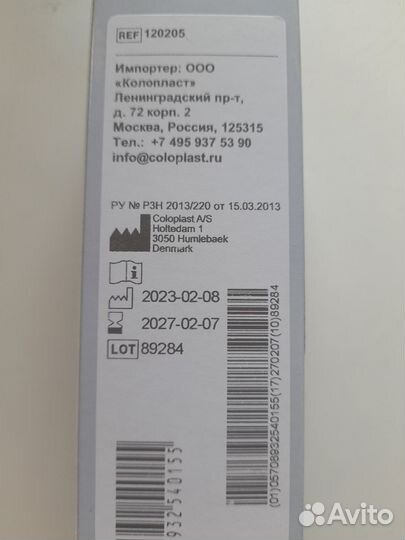 REF 120205
Импортер: ООО
«Колопласт»
Ленинградский пр-т,
д. 72 корп. 2
Москва, Россия, 125315
Тел.: +7 495 937 53 90
info@coloplast.ru
РУ № РЗН 2013/220 от 15.03.2013
Coloplast A/S
Holtedam 1
3050 Humlebaek
Denmark
2023-02-08
2027-02-07
LOT 89284
(01)05708932540155(17)270207(10)89284
932540155
Avito